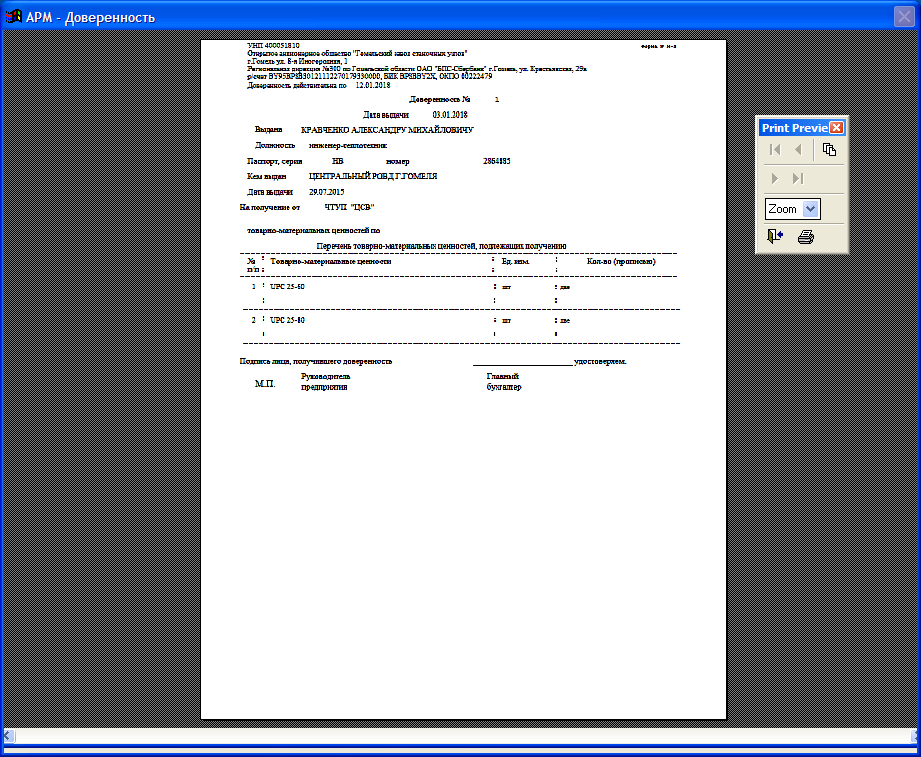 АРМ - Доверенность
УНП 400051810
Форма № М-2
Открытое акционерное общество "Гомельский завод станочных узлов"
г.Гомель ул. 8-я Иногородняя, 1
Региональная дирекция №300 по Гомельской области ОАО "БПС-Сбербанк" г.Гомель, ул. Крестьянская, 29а
р/счет BY95BPSB30121112270179330000, БИК BPSBBY2X, ОКПО 00222479
Доверенность действительна по 12.01.2018
Доверенность № 1
Дата выдачи 03.01.2018
Выдана КРАВЧЕНКО АЛЕКСАНДРУ МИХАЙЛОВИЧУ
Должность инженер-теплотехник
Паспорт, серия НВ номер 2864885
Кем выдан ЦЕНТРАЛЬНЫЙ РОВД Г.ГОМЕЛЯ
Дата выдачи 29.07.2015
На получение от ЧТУП "ЦСВ"
товарно-материальных ценностей по
Перечень товарно-материальных ценностей, подлежащих получению
№ п/п : Товарно-материальные ценности : Ед. изм. : Кол-во (прописью)
1 : UPC 25-60 : шт : две
2 : UPC 25-80 : шт : две
Подпись лица, получившего доверенность ____________________ удостоверяем.
М.П. Руководитель предприятия Главный бухгалтер
Print Previe
Zoom